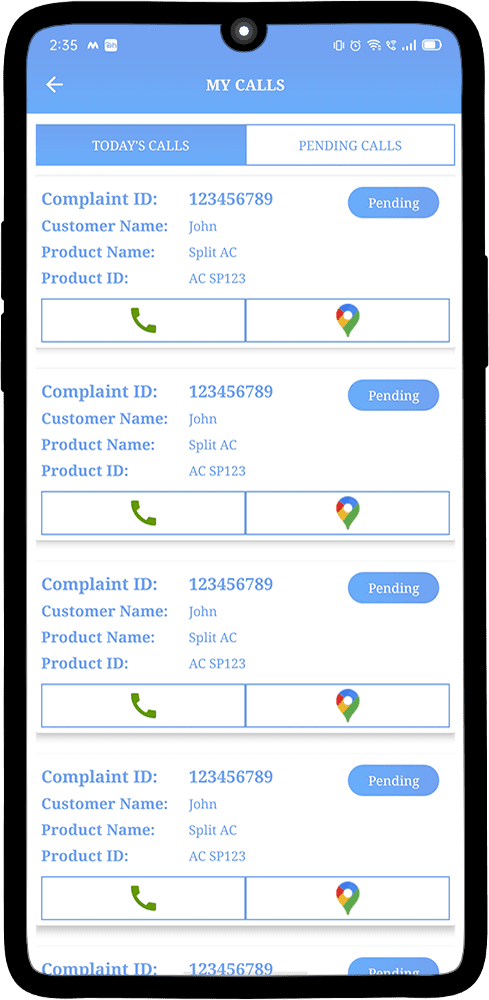 2:35
MY CALLS
TODAY'S CALLS PENDING CALLS
Complaint ID: 123456789 Pending
Customer Name: John
Product Name: Split AC
Product ID: AC SP123
Complaint ID: 123456789 Pending
Customer Name: John
Product Name: Split AC
Product ID: AC SP123
Complaint ID: 123456789 Pending
Customer Name: John
Product Name: Split AC
Product ID: AC SP123
Complaint ID: 123456789 Pending
Customer Name: John
Product Name: Split AC
Product ID: AC SP123
Complaint ID: 123456789 Pending